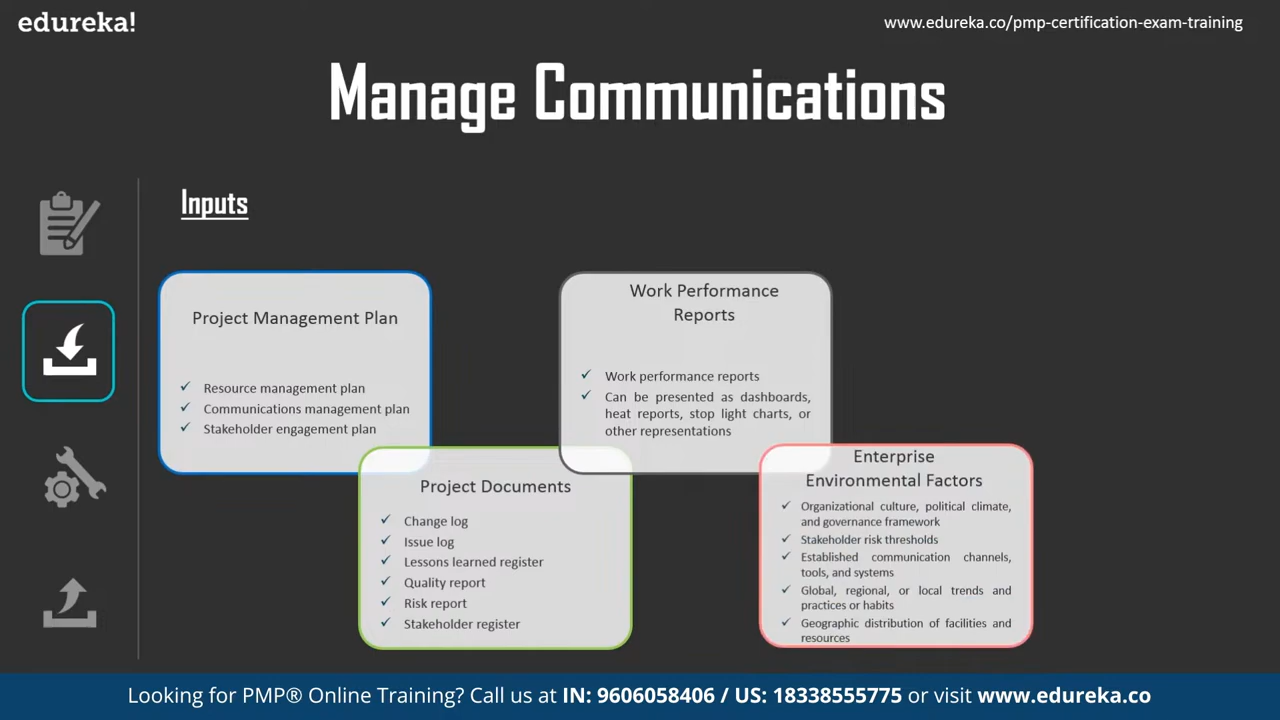 edureka!
www.edureka.co/pmp-certification-exam-training
Manage Communications
Inputs
Project Management Plan
Resource management plan
Communications management plan
Stakeholder engagement plan
Project Documents
Change log
Issue log
Lessons learned register
Quality report
Risk report
Stakeholder register
Work Performance
Reports
Work performance reports
Can be presented as dashboards,
heat reports, stop light charts, or
other representations
Enterprise
Environmental Factors
Organizational culture, political climate,
and governance framework
Stakeholder risk thresholds
Established communication channels,
tools, and systems
Global, regional, or local trends and
practices or habits
Geographic distribution of facilities and
resources
Looking for PMP® Online Training? Call us at IN: 9606058406 / US: 18338555775 or visit www.edureka.co